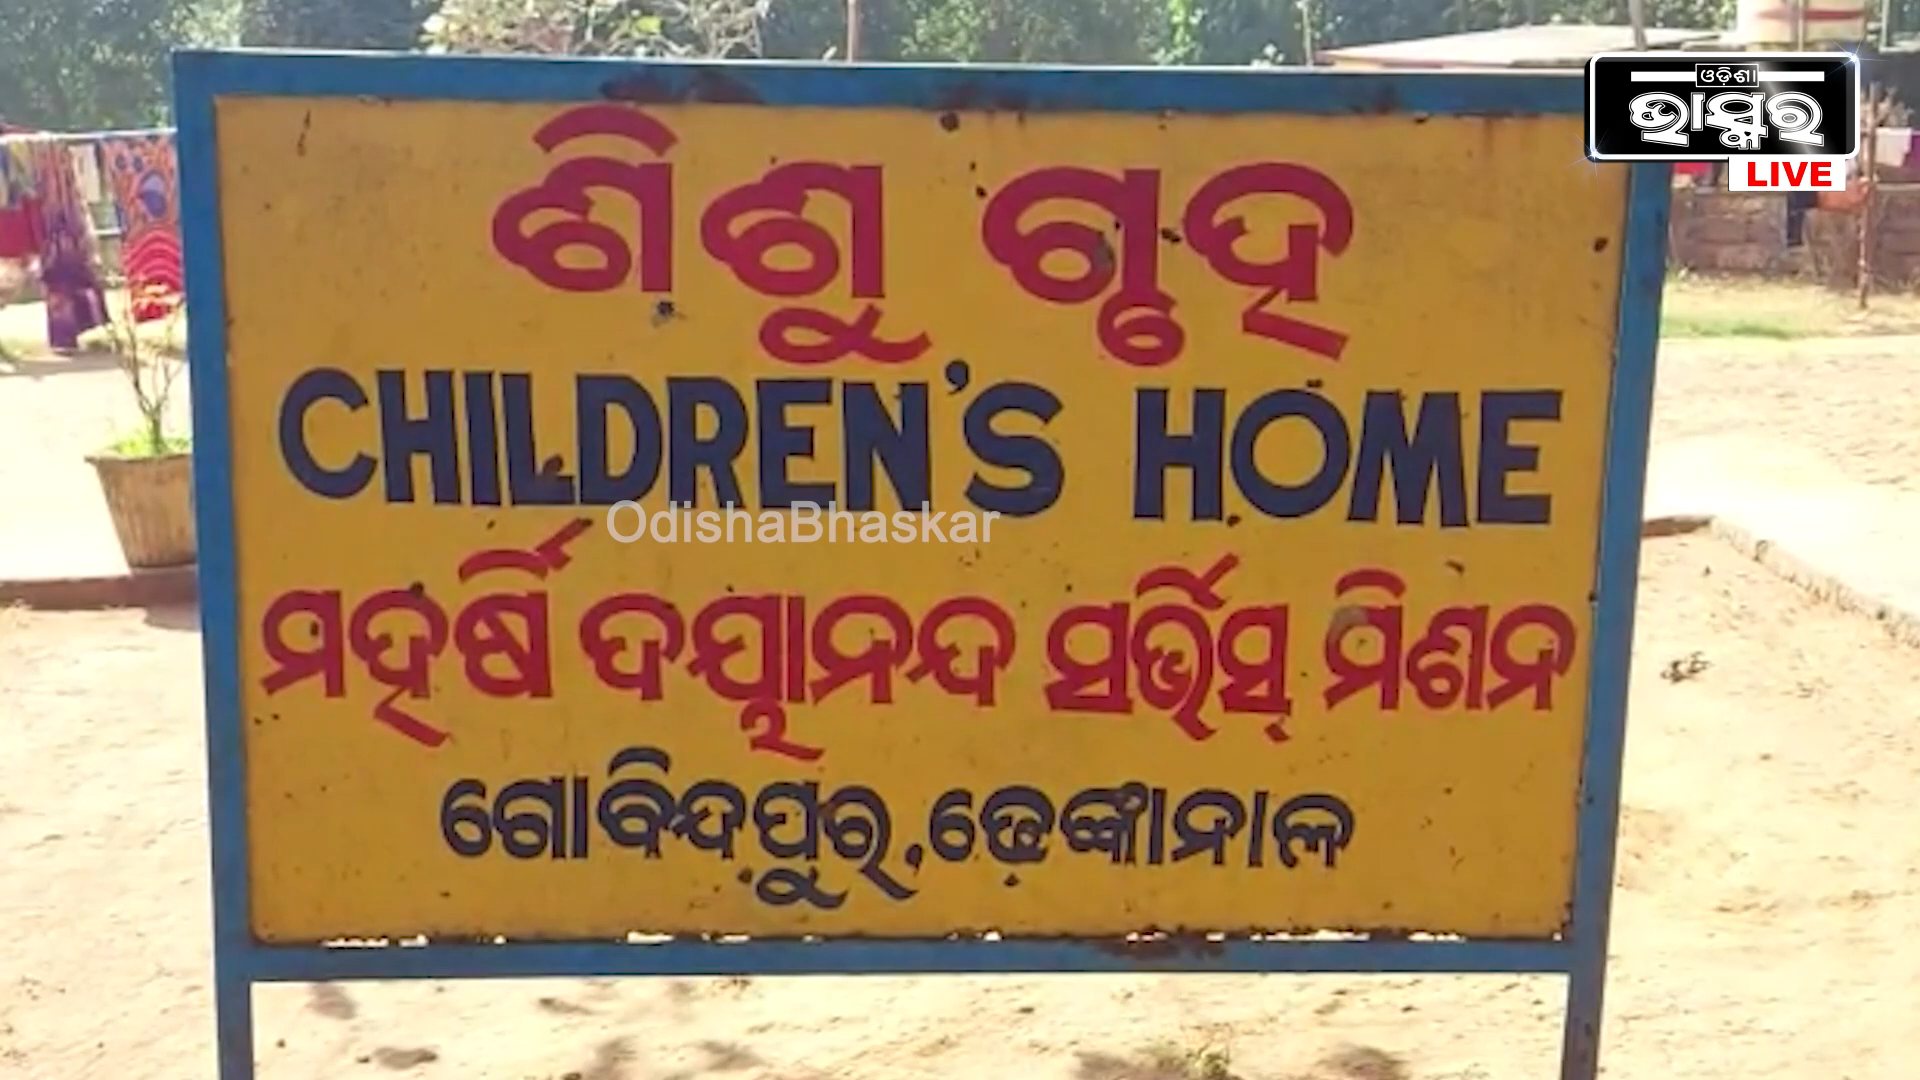 ଓଡ଼ିଶା
ଭାସ୍କର
LIVE
ଶିଶୁ ଗୃହ
CHILDREN'S HOME
OdishaBhaskar
ମହର୍ଷି ଦୟାନନ୍ଦ ସର୍ଭିସ୍ ମିଶନ
ଗୋବିନ୍ଦପୁର, ଢେଙ୍କାନାଳ